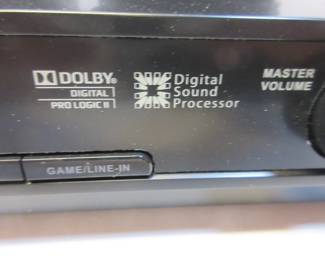 DOLBY®
DIGITAL
PRO LOGIC II
Digital
Sound
Processor
MASTER
VOLUME
GAME/LINE-IN